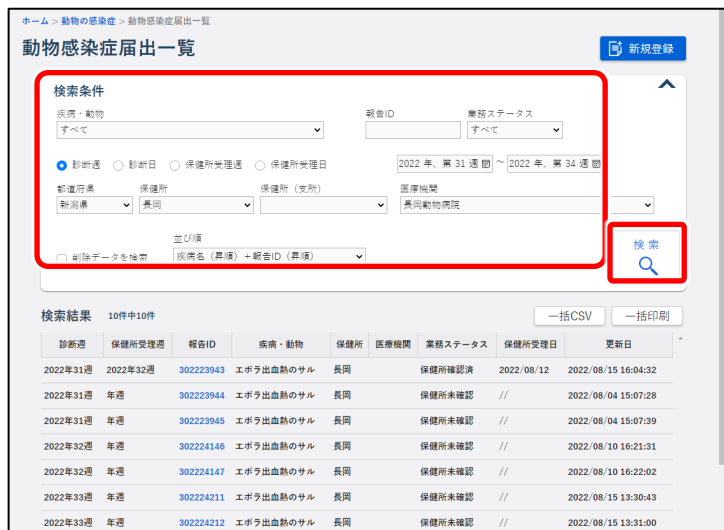 ホーム > 動物の感染症 > 動物感染症届出一覧
動物感染症届出一覧
新規登録
検索条件
疾病・動物 報告ID 業務ステータス
すべて すべて
診断週 診断日 保健所受理週 保健所受理日 2022 年、第 31 週 ~ 2022 年、第 34 週
都道府県 保健所 保健所（支所） 医療機関
新潟県 長岡 長岡動物病院
並び順
削除データを検索 疾病名（昇順）＋報告ID（昇順）
検 索
検索結果 10件中10件 一括CSV 一括印刷
診断週 保健所受理週 報告ID 疾病・動物 保健所 医療機関 業務ステータス 保健所受理日 更新日
2022年31週 2022年32週 302223943 エボラ出血熱のサル 長岡 保健所確認済 2022/08/12 2022/08/15 16:04:32
2022年31週 年週 302223944 エボラ出血熱のサル 長岡 保健所未確認 // 2022/08/04 15:07:28
2022年31週 年週 302223945 エボラ出血熱のサル 長岡 保健所未確認 // 2022/08/04 15:07:39
2022年32週 年週 302224146 エボラ出血熱のサル 長岡 保健所未確認 // 2022/08/10 16:21:31
2022年32週 年週 302224147 エボラ出血熱のサル 長岡 保健所未確認 // 2022/08/10 16:22:02
2022年33週 年週 302224211 エボラ出血熱のサル 長岡 保健所未確認 // 2022/08/15 13:30:43
2022年33週 年週 302224212 エボラ出血熱のサル 長岡 保健所未確認 // 2022/08/15 13:31:00